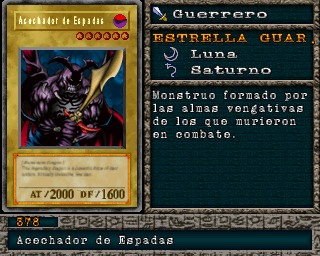 Acechador de Espadas
AT/2000 DF/1600
Guerrero
ESTRELLA GUAR.
Luna
Saturno
Monstruo formado por
las almas vengativas
de los que murieron
en combate.
378
Acechador de Espadas